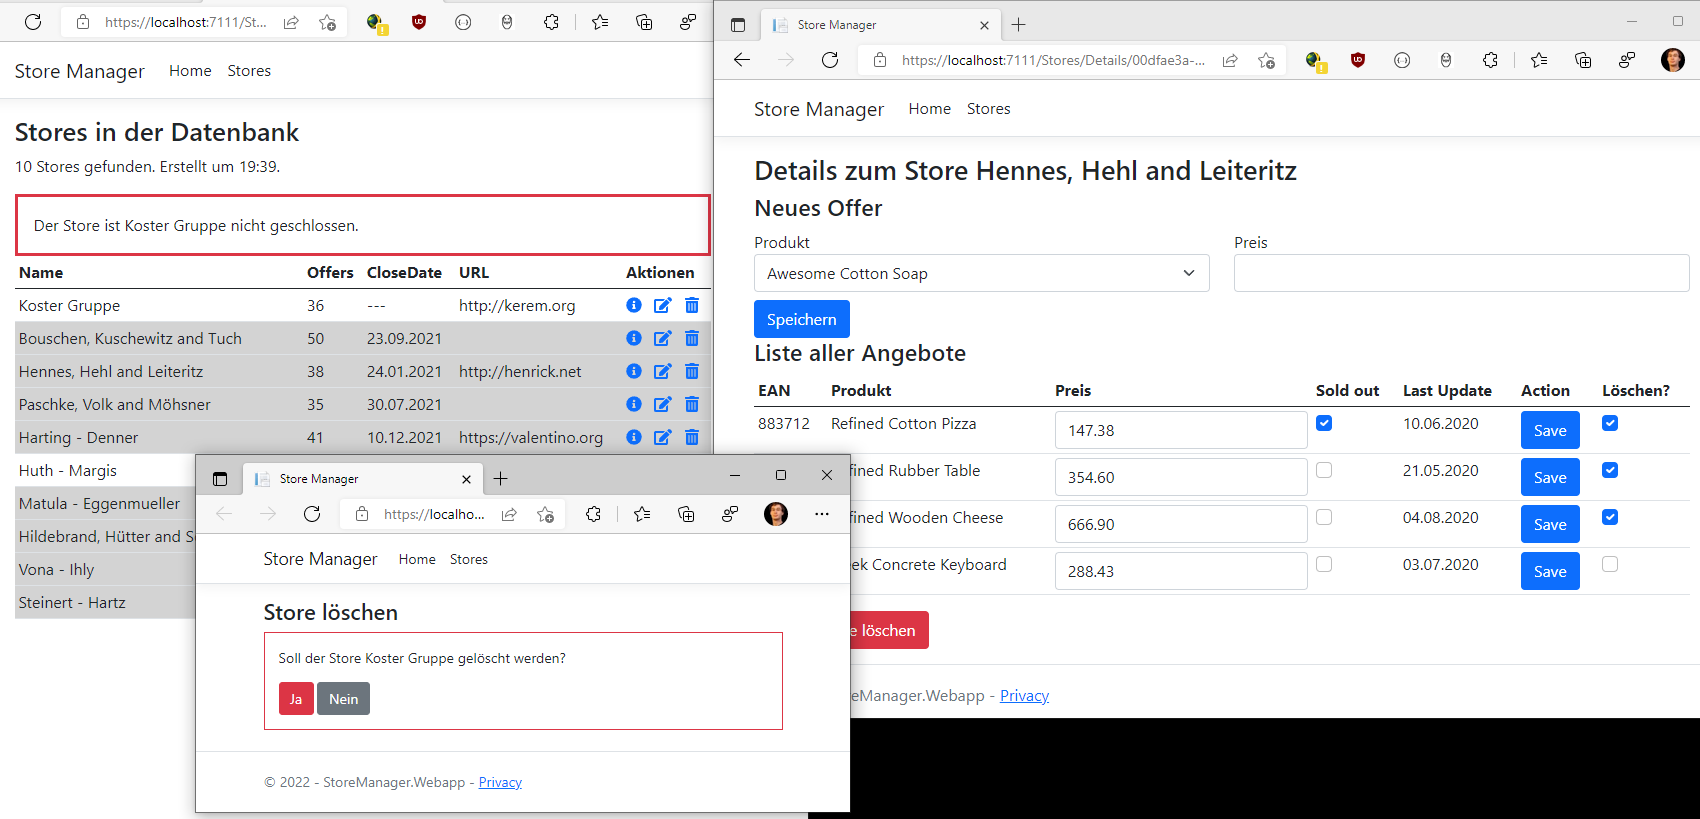 https://localhost:7111/St...
Store Manager Home Stores
Stores in der Datenbank
10 Stores gefunden. Erstellt um 19:39.
Der Store ist Koster Gruppe nicht geschlossen.
Name Offers CloseDate URL Aktionen
Koster Gruppe 36 --- http://kerem.org
Bouschen, Kuschewitz and Tuch 50 23.09.2021
Hennes, Hehl and Leiteritz 38 24.01.2021 http://henrick.net
Paschke, Volk and Möhsner 35 30.07.2021
Harting - Denner 41 10.12.2021 https://valentino.org
Huth - Margis
Matula - Eggenmueller
Hildebrand, Hütter and
Vona - Ihly
Steinert - Hartz
Store Manager
https://localhost:7111/Stores/Details/00dfae3a-...
Store Manager Home Stores
Details zum Store Hennes, Hehl and Leiteritz
Neues Offer
Produkt Preis
Awesome Cotton Soap
Speichern
Liste aller Angebote
EAN Produkt Preis Sold out Last Update Action Löschen?
883712 Refined Cotton Pizza 147.38 10.06.2020 Save
fined Rubber Table 354.60 21.05.2020 Save
fined Wooden Cheese 666.90 04.08.2020 Save
ek Concrete Keyboard 288.43 03.07.2020 Save
e löschen
eManager.Webapp - Privacy
Store Manager
https://localho...
Store Manager Home Stores
Store löschen
Soll der Store Koster Gruppe gelöscht werden?
Ja Nein
© 2022 - StoreManager.Webapp - Privacy